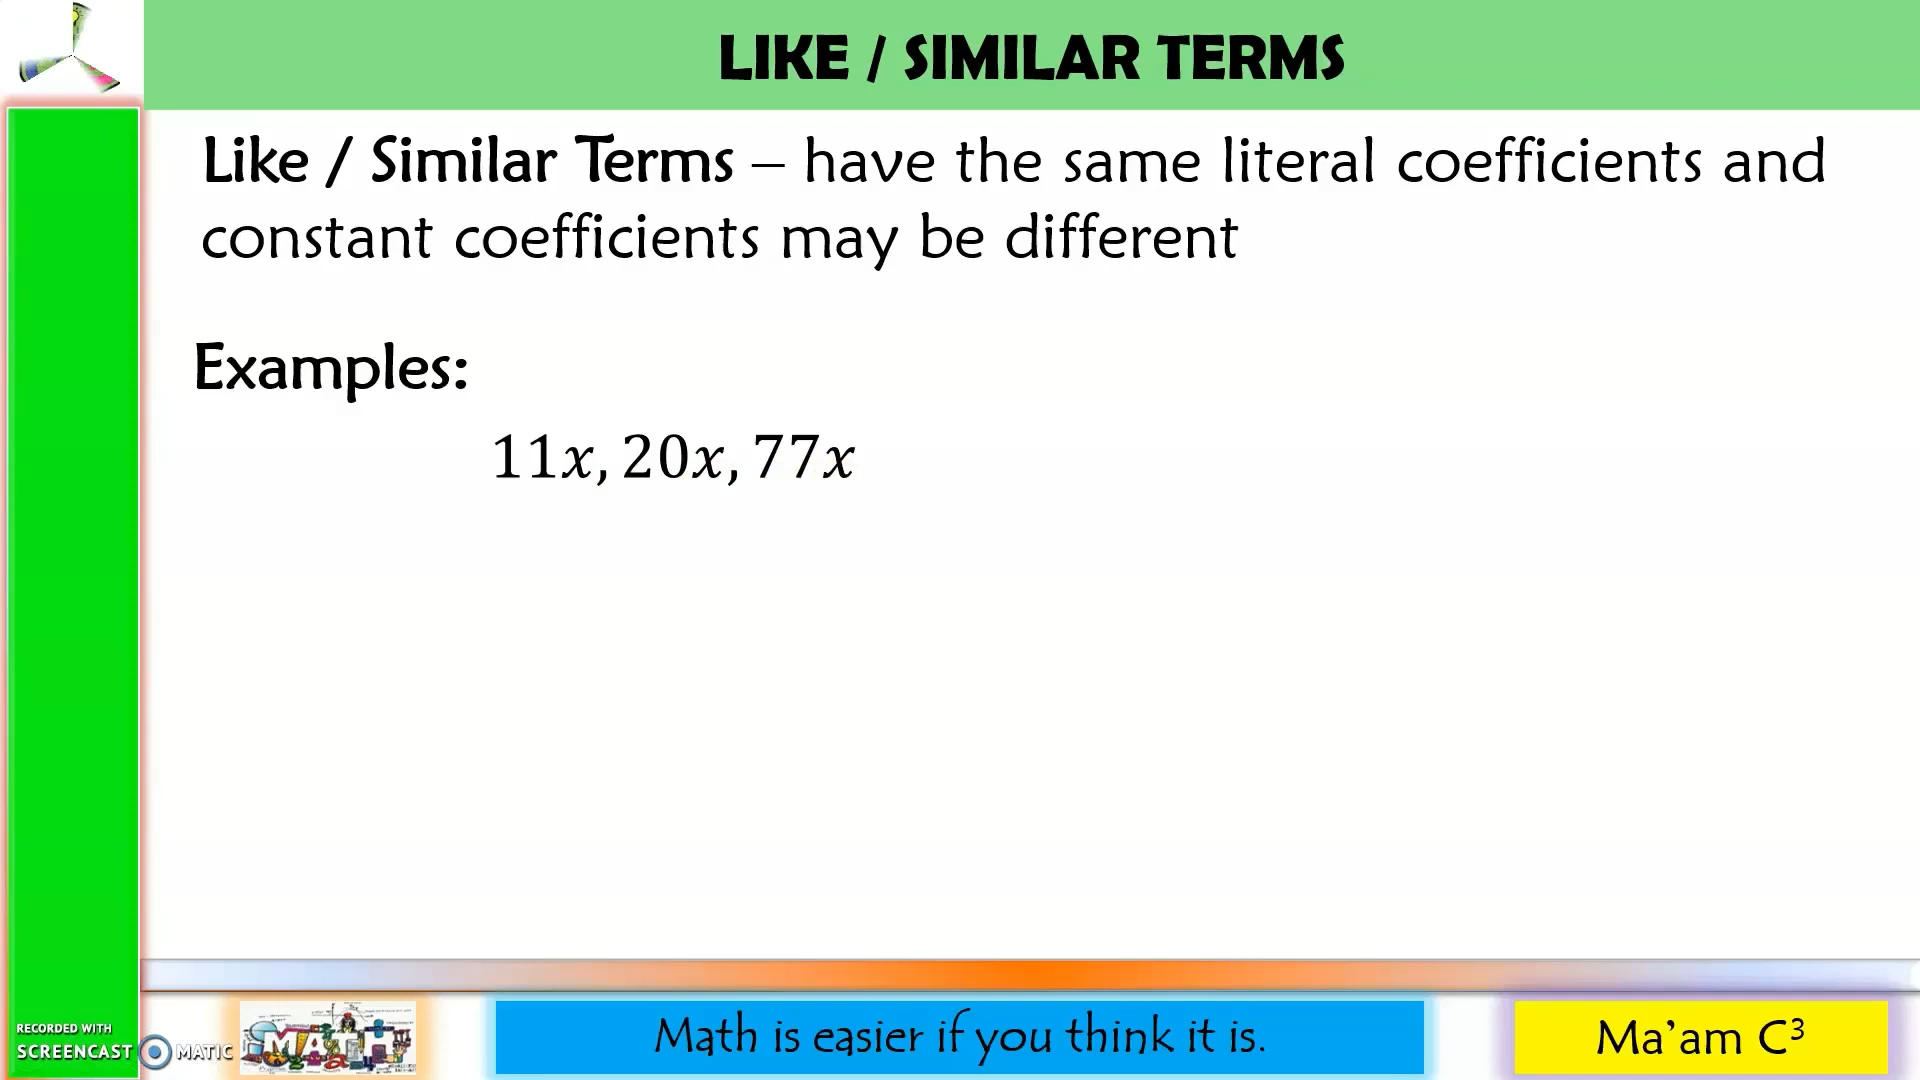 LIKE / SIMILAR TERMS
Like / Similar Terms – have the same literal coefficients and
constant coefficients may be different
Examples:
11x, 20x, 77x
RECORDED WITH
SCREENCAST MATIC
MATH
Math is easier if you think it is.
Ma’am C³